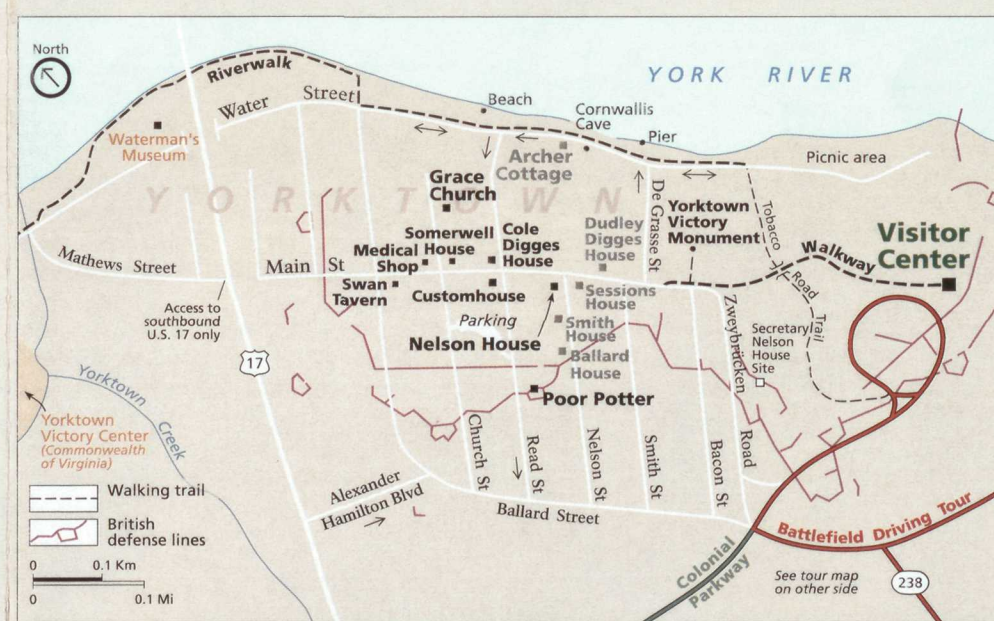 North
Riverwalk
YORK RIVER
Water Street
Beach
Cornwallis
Cave
Pier
Picnic area
Waterman's
Museum
Archer
Cottage
YORKTOWN
Grace
Church
De Grasse St
Yorktown
Victory
Monument
Tobacco Road Trail
Dudley
Digges
House
Somerwell
House
Cole
Digges
House
Medical
Shop
Walkway
Visitor
Center
Mathews Street
Main St
Swan
Tavern
Customhouse
Sessions
House
Access to
southbound
U.S. 17 only
Parking
Smith
House
Nelson House
Zweybrücken Road
Secretary
Nelson
House
Site
17
Ballard
House
Yorktown Creek
Poor Potter
Yorktown
Victory Center
(Commonwealth
of Virginia)
Church St
Read St
Nelson St
Smith St
Bacon St
Alexander
Hamilton Blvd
Ballard Street
Walking trail
British
defense lines
0 0.1 Km
0 0.1 Mi
Battlefield Driving Tour
Colonial
Parkway
See tour map
on other side
238